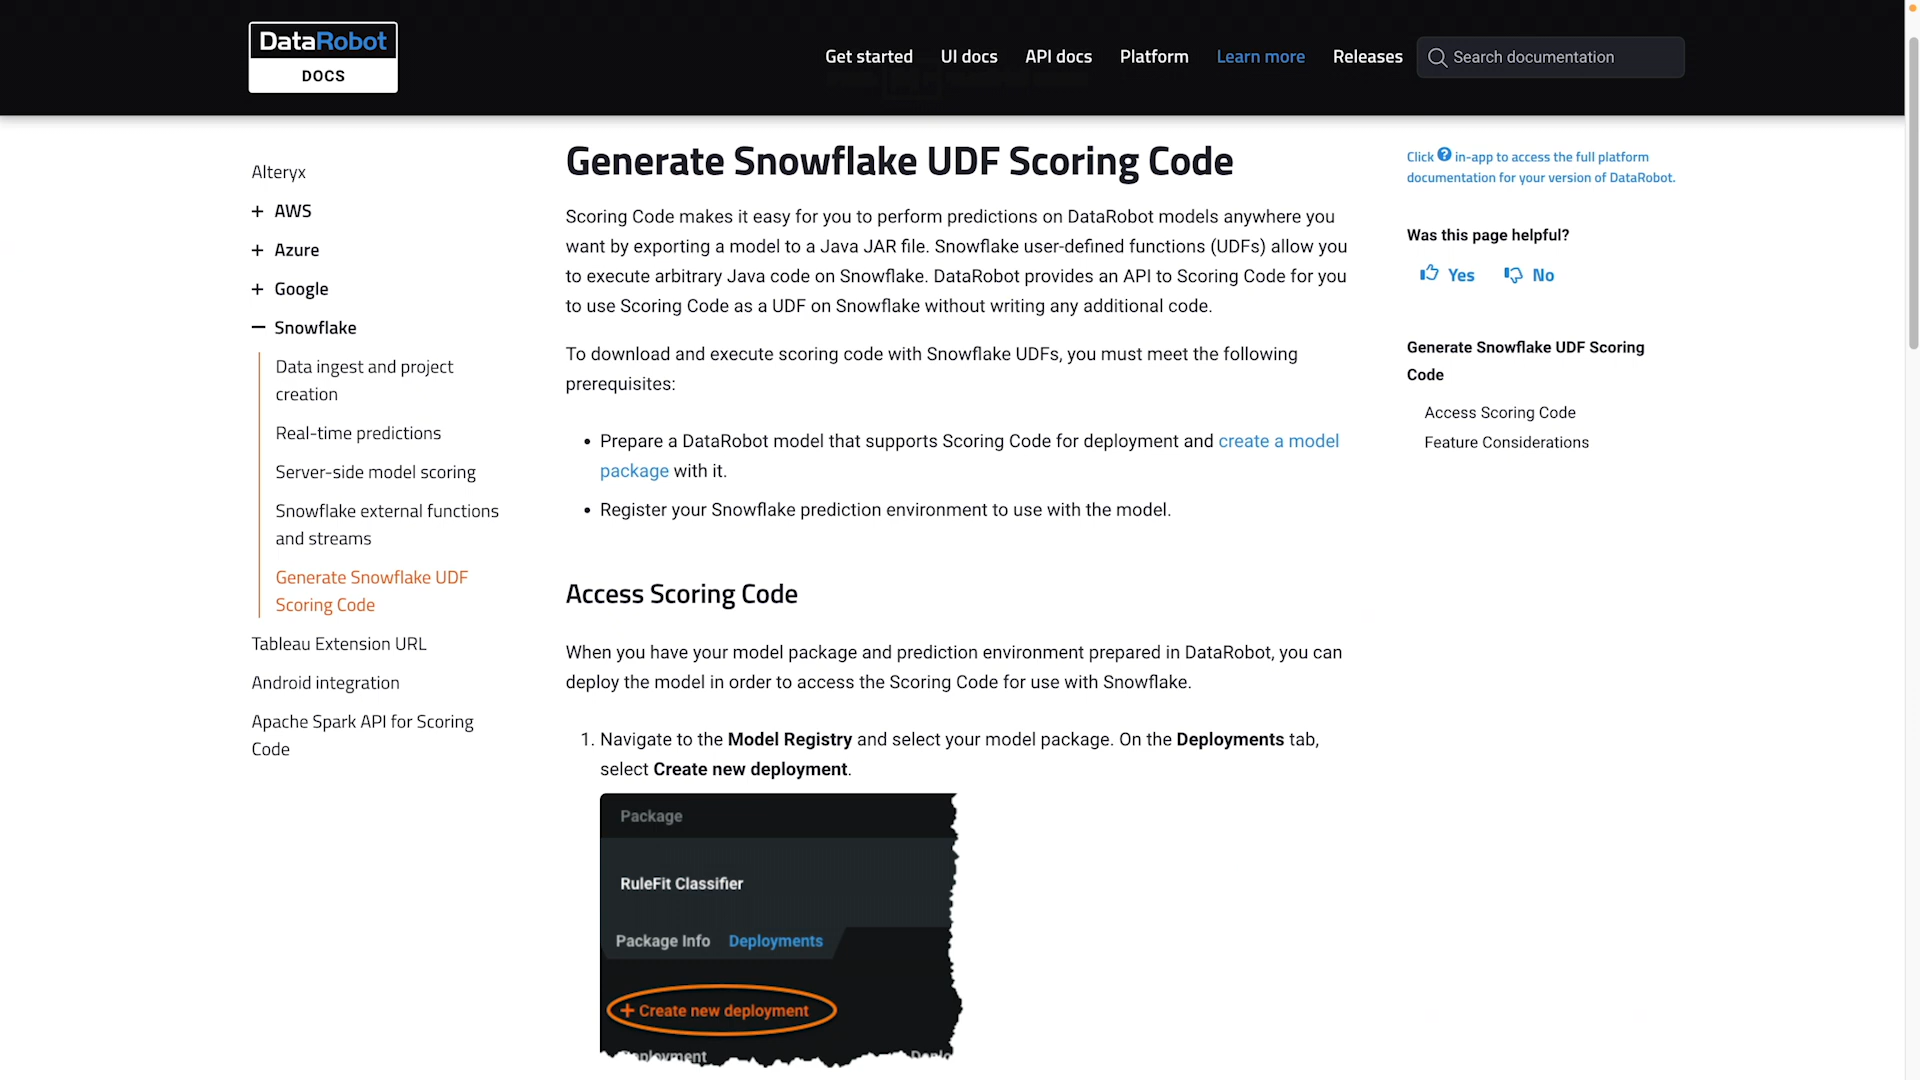 DataRobot
DOCS
Get started
UI docs
API docs
Platform
Learn more
Releases
Search documentation
Alteryx
+ AWS
+ Azure
+ Google
— Snowflake
Data ingest and project
creation
Real-time predictions
Server-side model scoring
Snowflake external functions
and streams
Generate Snowflake UDF
Scoring Code
Tableau Extension URL
Android integration
Apache Spark API for Scoring
Code
Generate Snowflake UDF Scoring Code
Scoring Code makes it easy for you to perform predictions on DataRobot models anywhere you
want by exporting a model to a Java JAR file. Snowflake user-defined functions (UDFs) allow you
to execute arbitrary Java code on Snowflake. DataRobot provides an API to Scoring Code for you
to use Scoring Code as a UDF on Snowflake without writing any additional code.
To download and execute scoring code with Snowflake UDFs, you must meet the following
prerequisites:
• Prepare a DataRobot model that supports Scoring Code for deployment and create a model
package with it.
• Register your Snowflake prediction environment to use with the model.
Access Scoring Code
When you have your model package and prediction environment prepared in DataRobot, you can
deploy the model in order to access the Scoring Code for use with Snowflake.
1. Navigate to the Model Registry and select your model package. On the Deployments tab,
select Create new deployment.
Package
RuleFit Classifier
Package Info
Deployments
+ Create new deployment
Click ? in-app to access the full platform
documentation for your version of DataRobot.
Was this page helpful?
Yes
No
Generate Snowflake UDF Scoring
Code
Access Scoring Code
Feature Considerations